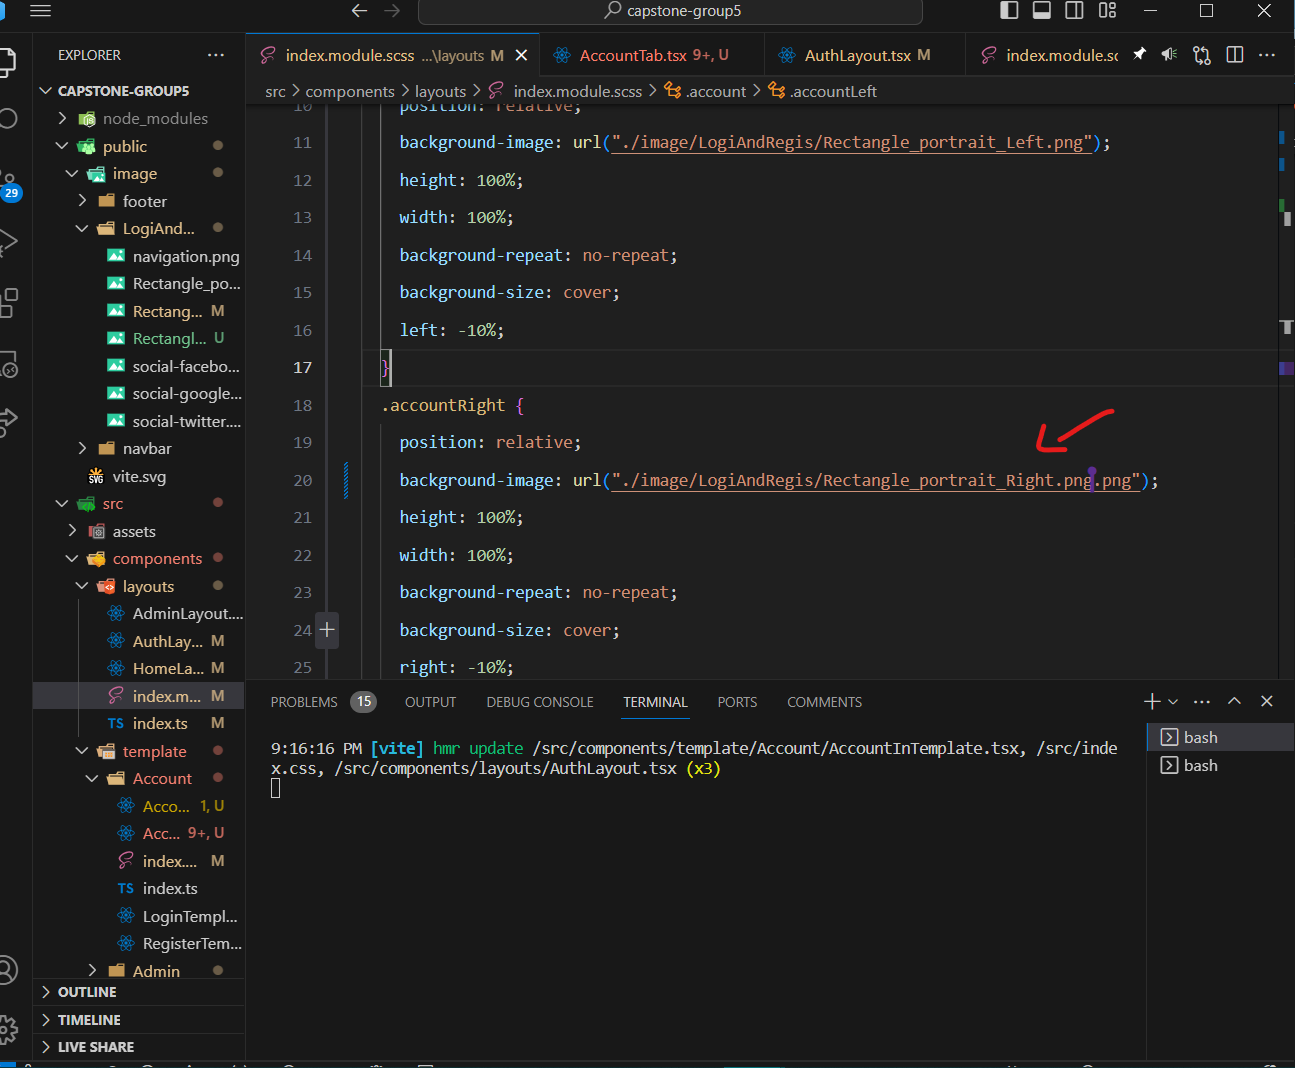 capstone-group5
EXPLORER
index.module.scss ...\layouts M
AccountTab.tsx 9+, U
AuthLayout.tsx M
index.module.sc
CAPSTONE-GROUP5
src > components > layouts > index.module.scss > .account > .accountLeft
node_modules
public
image
footer
LogiAnd...
navigation.png
Rectangle_po...
Rectang... M
Rectangl... U
social-facebo...
social-google...
social-twitter....
navbar
vite.svg
src
assets
components
layouts
AdminLayout....
AuthLay... M
HomeLa... M
index.m... M
TS index.ts M
template
Account
Acco... 1, U
Acc... 9+, U
index.... M
TS index.ts
LoginTempl...
RegisterTem...
Admin
OUTLINE
TIMELINE
LIVE SHARE
29
10 position: relative;
11 background-image: url("./image/LogiAndRegis/Rectangle_portrait_Left.png");
12 height: 100%;
13 width: 100%;
14 background-repeat: no-repeat;
15 background-size: cover;
16 left: -10%;
17 }
18 .accountRight {
19 position: relative;
20 background-image: url("./image/LogiAndRegis/Rectangle_portrait_Right.png.png");
21 height: 100%;
22 width: 100%;
23 background-repeat: no-repeat;
24 background-size: cover;
25 right: -10%;
PROBLEMS 15 OUTPUT DEBUG CONSOLE TERMINAL PORTS COMMENTS
9:16:16 PM [vite] hmr update /src/components/template/Account/AccountInTemplate.tsx, /src/inde
x.css, /src/components/layouts/AuthLayout.tsx (x3)
bash
bash